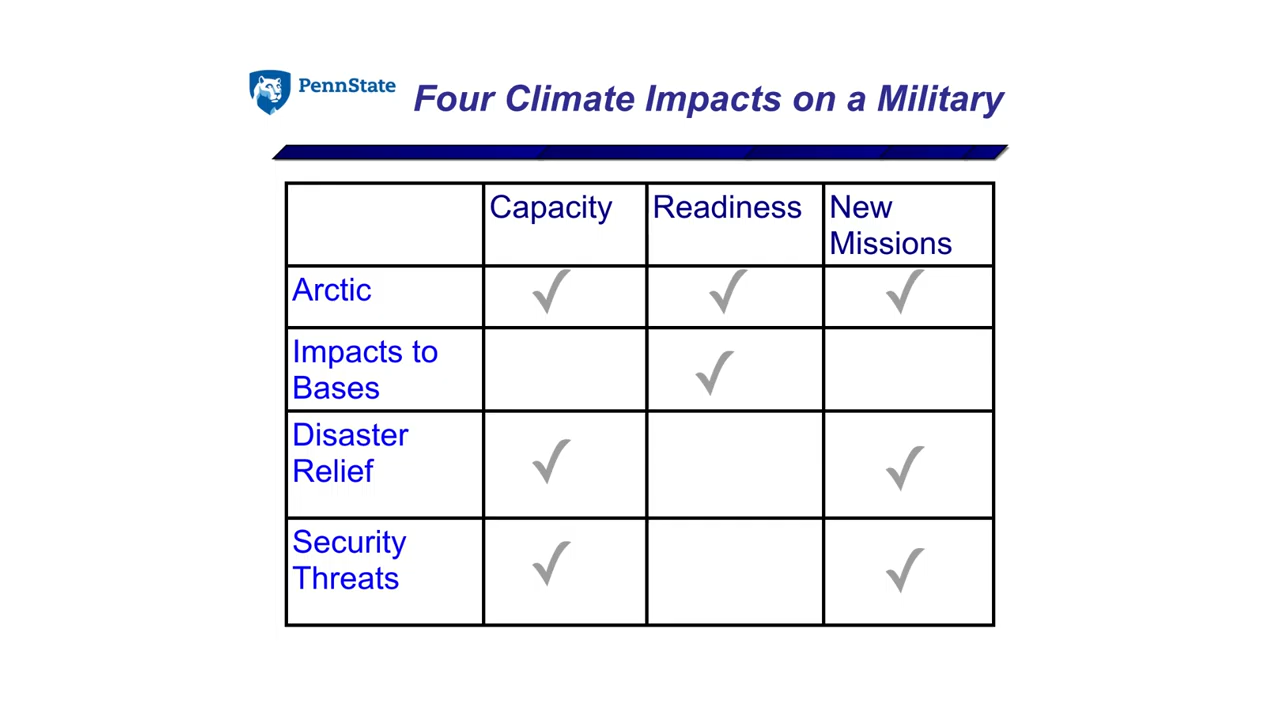 PennState
Four Climate Impacts on a Military
Capacity
Readiness
New
Missions
Arctic
✓
✓
✓
Impacts to
Bases
✓
Disaster
Relief
✓
✓
Security
Threats
✓
✓